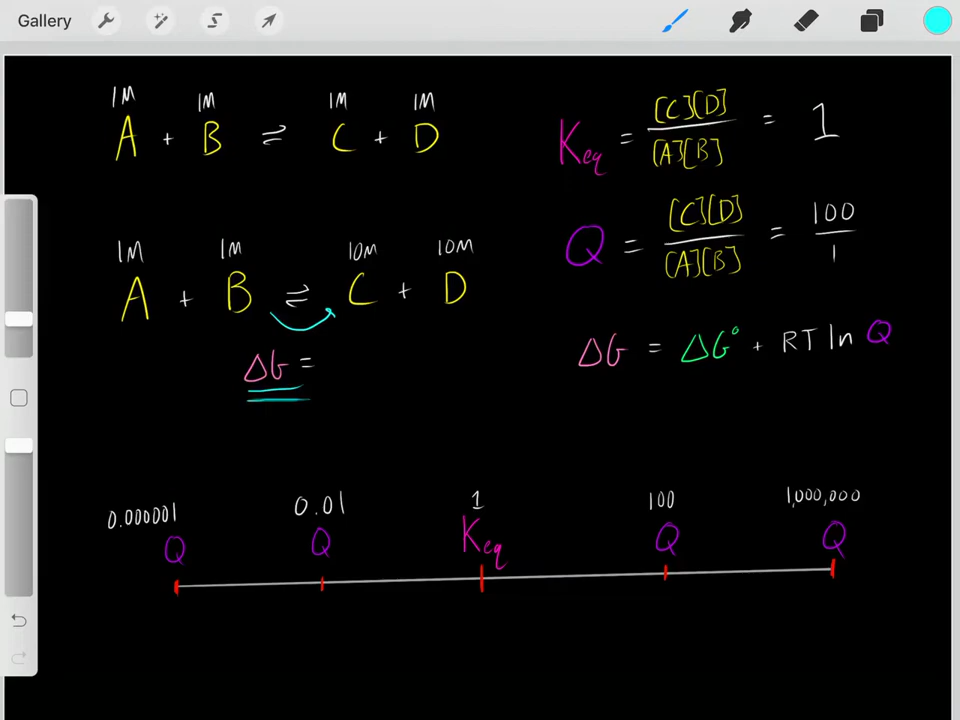 Gallery
1M 1M 1M 1M
A + B ⇌ C + D
Keq = [C][D] / [A][B] = 1
Q = [C][D] / [A][B] = 100 / 1
1M 1M 10M 10M
A + B ⇌ C + D
ΔG =
ΔG = ΔG° + RT ln Q
0.000001 0.01 1 100 1,000,000
Q Q Keq Q Q